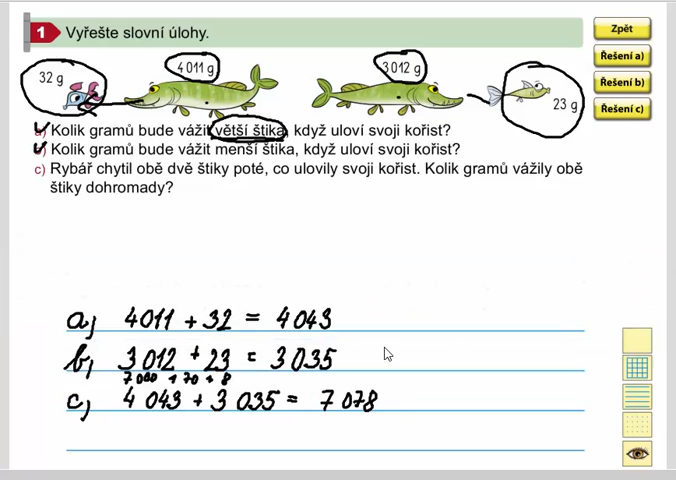 1 Vyřešte slovní úlohy.
Zpět
Řešení a)
Řešení b)
Řešení c)
32 g
4 011 g
3 012 g
23 g
a) Kolik gramů bude vážit větší štika, když uloví svoji kořist?
b) Kolik gramů bude vážit menší štika, když uloví svoji kořist?
c) Rybář chytil obě dvě štiky poté, co ulovily svoji kořist. Kolik gramů vážily obě
štiky dohromady?
a) 4011 + 32 = 4 043
b) 3 012 + 23 = 3 035
7 000 + 70 + 8
c) 4 043 + 3 035 = 7 078